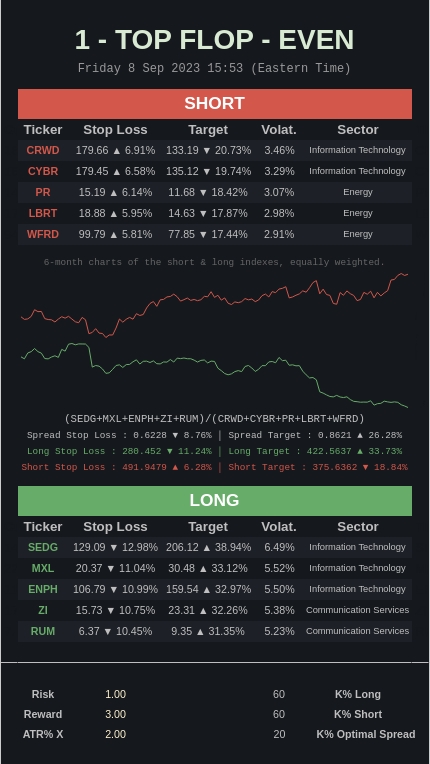 1 - TOP FLOP - EVEN
Friday 8 Sep 2023 15:53 (Eastern Time)
SHORT
Ticker Stop Loss Target Volat. Sector
CRWD 179.66 ▲ 6.91% 133.19 ▼ 20.73% 3.46% Information Technology
CYBR 179.45 ▲ 6.58% 135.12 ▼ 19.74% 3.29% Information Technology
PR 15.19 ▲ 6.14% 11.68 ▼ 18.42% 3.07% Energy
LBRT 18.88 ▲ 5.95% 14.63 ▼ 17.87% 2.98% Energy
WFRD 99.79 ▲ 5.81% 77.85 ▼ 17.44% 2.91% Energy
6-month charts of the short & long indexes, equally weighted.
(SEDG+MXL+ENPH+ZI+RUM)/(CRWD+CYBR+PR+LBRT+WFRD)
Spread Stop Loss : 0.6228 ▼ 8.76% | Spread Target : 0.8621 ▲ 26.28%
Long Stop Loss : 280.452 ▼ 11.24% | Long Target : 422.5637 ▲ 33.73%
Short Stop Loss : 491.9479 ▲ 6.28% | Short Target : 375.6362 ▼ 18.84%
LONG
Ticker Stop Loss Target Volat. Sector
SEDG 129.09 ▼ 12.98% 206.12 ▲ 38.94% 6.49% Information Technology
MXL 20.37 ▼ 11.04% 30.48 ▲ 33.12% 5.52% Information Technology
ENPH 106.79 ▼ 10.99% 159.54 ▲ 32.97% 5.50% Information Technology
ZI 15.73 ▼ 10.75% 23.31 ▲ 32.26% 5.38% Communication Services
RUM 6.37 ▼ 10.45% 9.35 ▲ 31.35% 5.23% Communication Services
Risk 1.00 60 K% Long
Reward 3.00 60 K% Short
ATR% X 2.00 20 K% Optimal Spread